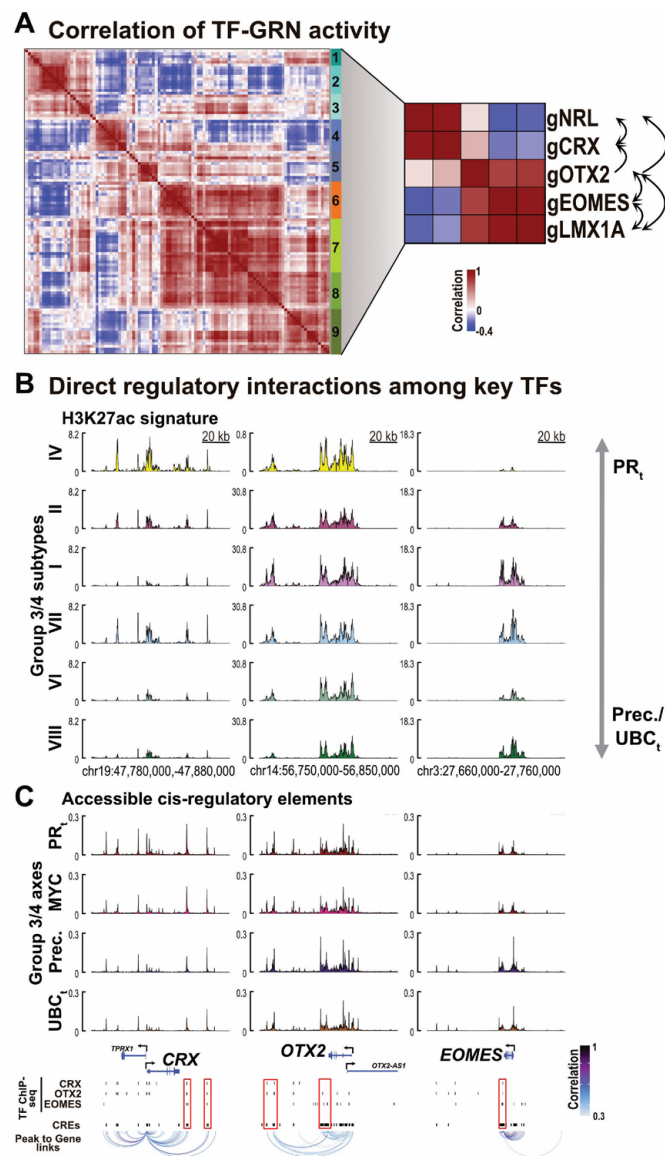 A Correlation of TF-GRN activity
1
2
3
4
5
6
7
8
9
gNRL
gCRX
gOTX2
gEOMES
gLMX1A
Correlation
1
0
-0.4
B Direct regulatory interactions among key TFs
H3K27ac signature
Group 3/4 subtypes
IV
8.2
0
20 kb
0.8
0
20 kb
18.3
0
20 kb
PRt
II
8.2
0
30.8
0
18.3
0
I
8.2
0
30.8
0
18.3
0
VII
8.2
0
30.8
0
18.3
0
VI
8.2
0
30.8
0
18.3
0
VIII
8.2
0
30.8
0
18.3
0
Prec./
UBCt
chr19:47,780,000,-47,880,000
chr14:56,750,000-56,850,000
chr3:27,660,000-27,760,000
C Accessible cis-regulatory elements
Group 3/4 axes
PRt
0.3
0
0.3
0
0.3
0
MYC
0.3
0
0.3
0
0.3
0
Prec.
0.3
0
0.3
0
0.3
0
UBCt
0.3
0
0.3
0
0.3
0
TPRX1
CRX
OTX2
OTX2-AS1
EOMES
TF ChIP-seq
CRX
OTX2
EOMES
CREs
Peak to Gene
links
Correlation
1
0.3